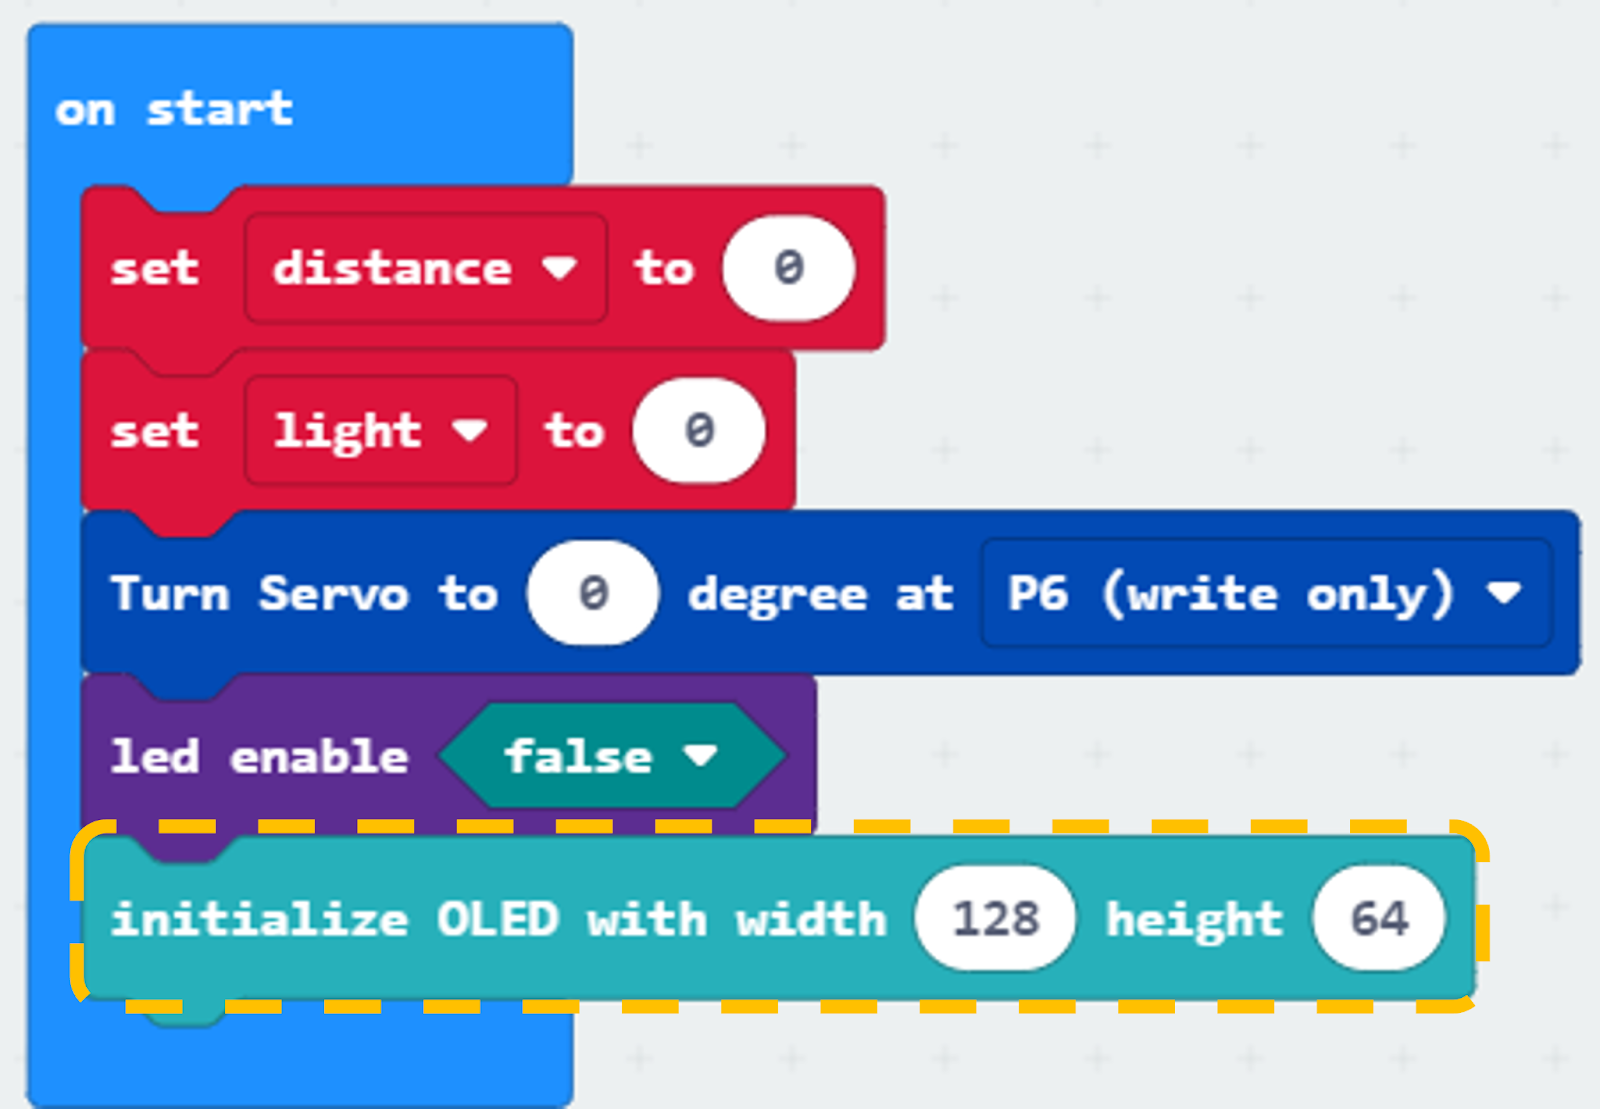 on start
set distance to 0
set light to 0
Turn Servo to 0 degree at P6 (write only)
led enable false
initialize OLED with width 128 height 64